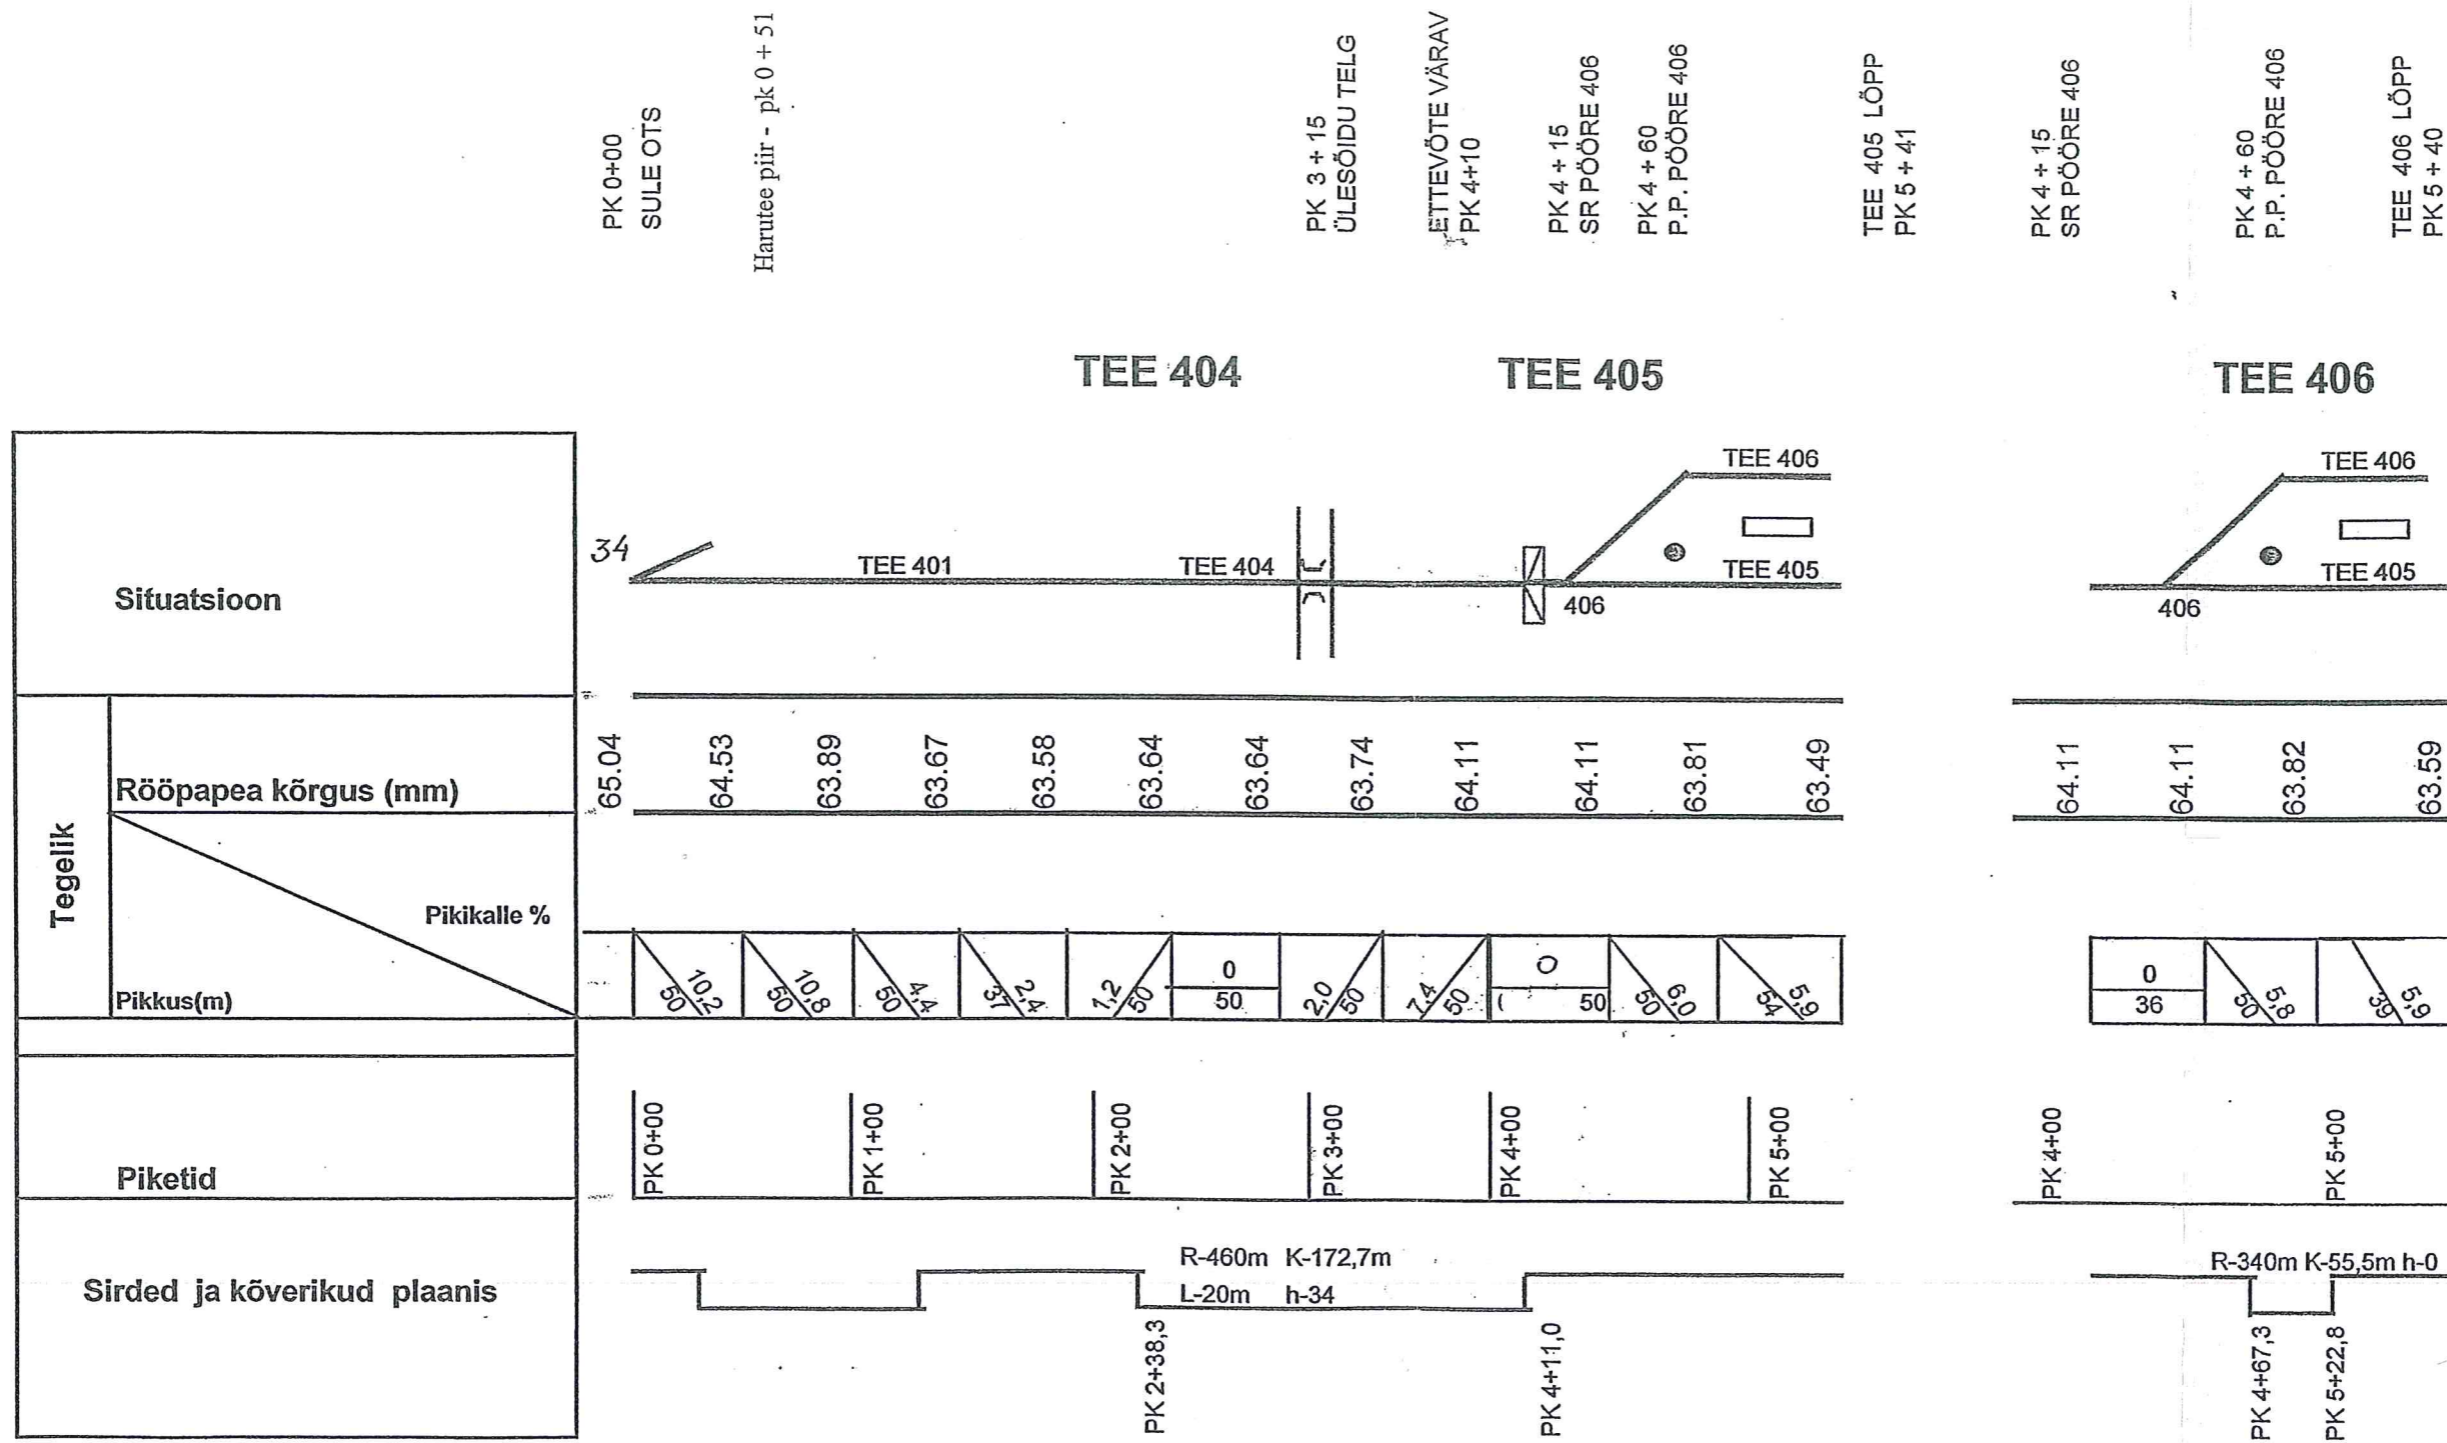 PK 0+00
SULE OTS
Harutee piir - pk 0 + 51
PK 3 + 15
ÜLESÕIDU TELG
ETTEVÕTE VÄRAV
PK 4+10
PK 4 + 15
SR PÖÖRE 406
PK 4 + 60
P.P. PÖÖRE 406
TEE 405 LÕPP
PK 5 + 41
PK 4 + 15
SR PÖÖRE 406
PK 4 + 60
P.P. PÖÖRE 406
TEE 406 LÕPP
PK 5 + 40
TEE 404
TEE 405
TEE 406
Situatsioon
34
TEE 401
TEE 404
406
TEE 406
TEE 405
406
TEE 406
TEE 405
Tegelik
Rööpapea kõrgus (mm)
65.04
64.53
63.89
63.67
63.58
63.64
63.64
63.74
64.11
64.11
63.81
63.49
64.11
64.11
63.82
63.59
Pikikalle %
Pikkus(m)
10,2
50
10,8
50
4,4
50
2,4
37
1,2
50
0
50
2,0
50
7,4
50
0
50
6,0
50
5,9
54
0
36
5,8
50
5,9
39
Piketid
PK 0+00
PK 1+00
PK 2+00
PK 3+00
PK 4+00
PK 5+00
PK 4+00
PK 5+00
Sirded ja kõverikud plaanis
R-460m K-172,7m
L-20m h-34
PK 2+38,3
PK 4+11,0
R-340m K-55,5m h-0
PK 4+67,3
PK 5+22,8